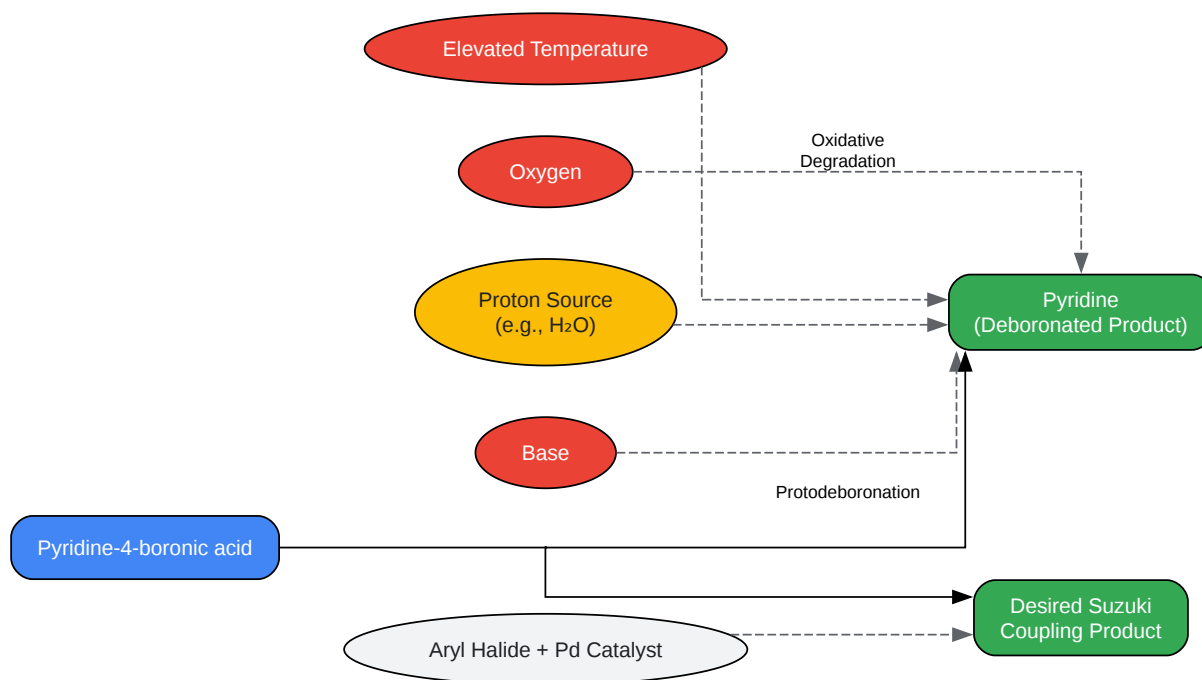 Elevated Temperature
Oxidative
Degradation
Oxygen
Proton Source
(e.g., H₂O)
Pyridine
(Deboronated Product)
Base
Protodeboronation
Pyridine-4-boronic acid
Desired Suzuki
Coupling Product
Aryl Halide + Pd Catalyst